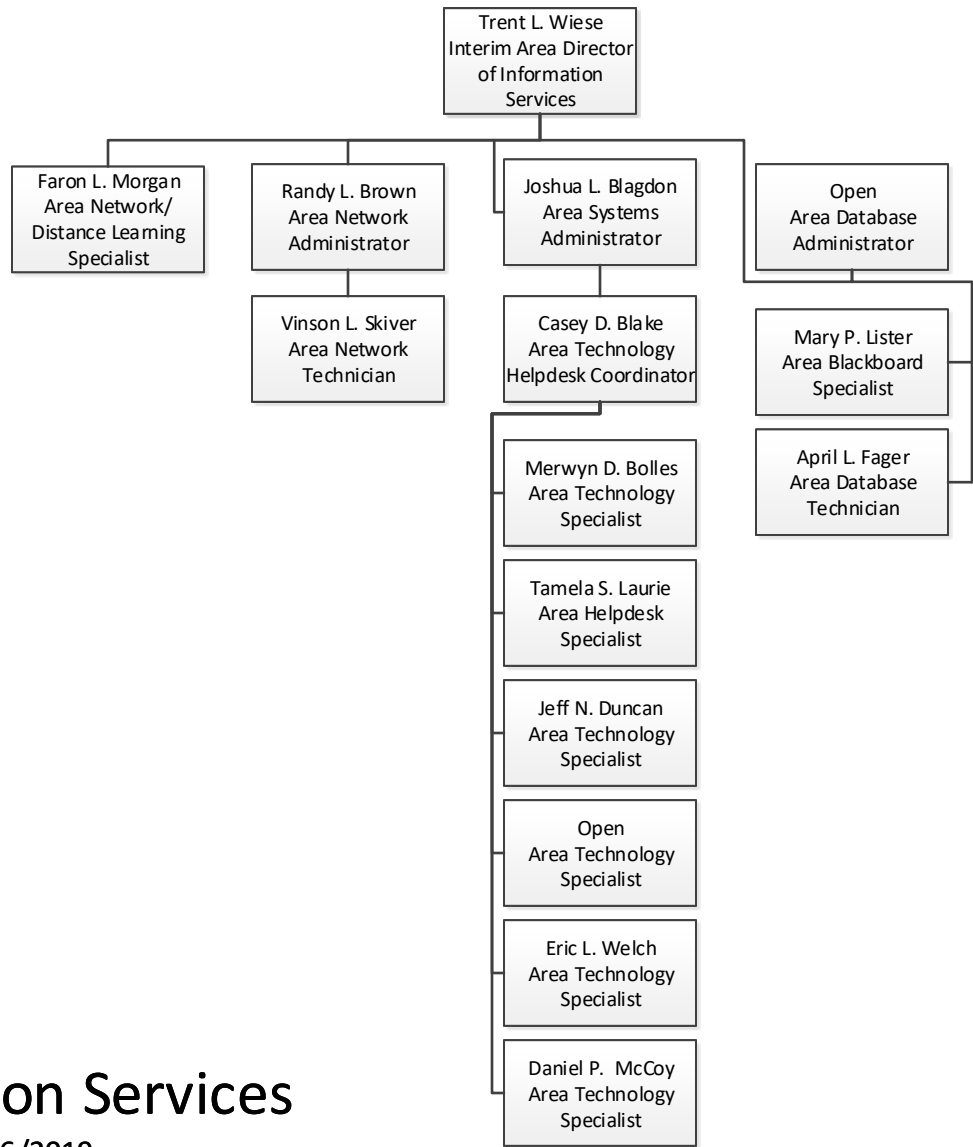 Trent L. Wiese
Interim Area Director
of Information
Services
Faron L. Morgan
Area Network/
Distance Learning
Specialist
Randy L. Brown
Area Network
Administrator
Joshua L. Blagdon
Area Systems
Administrator
Open
Area Database
Administrator
Vinson L. Skiver
Area Network
Technician
Casey D. Blake
Area Technology
Helpdesk Coordinator
Mary P. Lister
Area Blackboard
Specialist
April L. Fager
Area Database
Technician
Merwyn D. Bolles
Area Technology
Specialist
Tamela S. Laurie
Area Helpdesk
Specialist
Jeff N. Duncan
Area Technology
Specialist
Open
Area Technology
Specialist
Eric L. Welch
Area Technology
Specialist
Daniel P. McCoy
Area Technology
Specialist
on Services